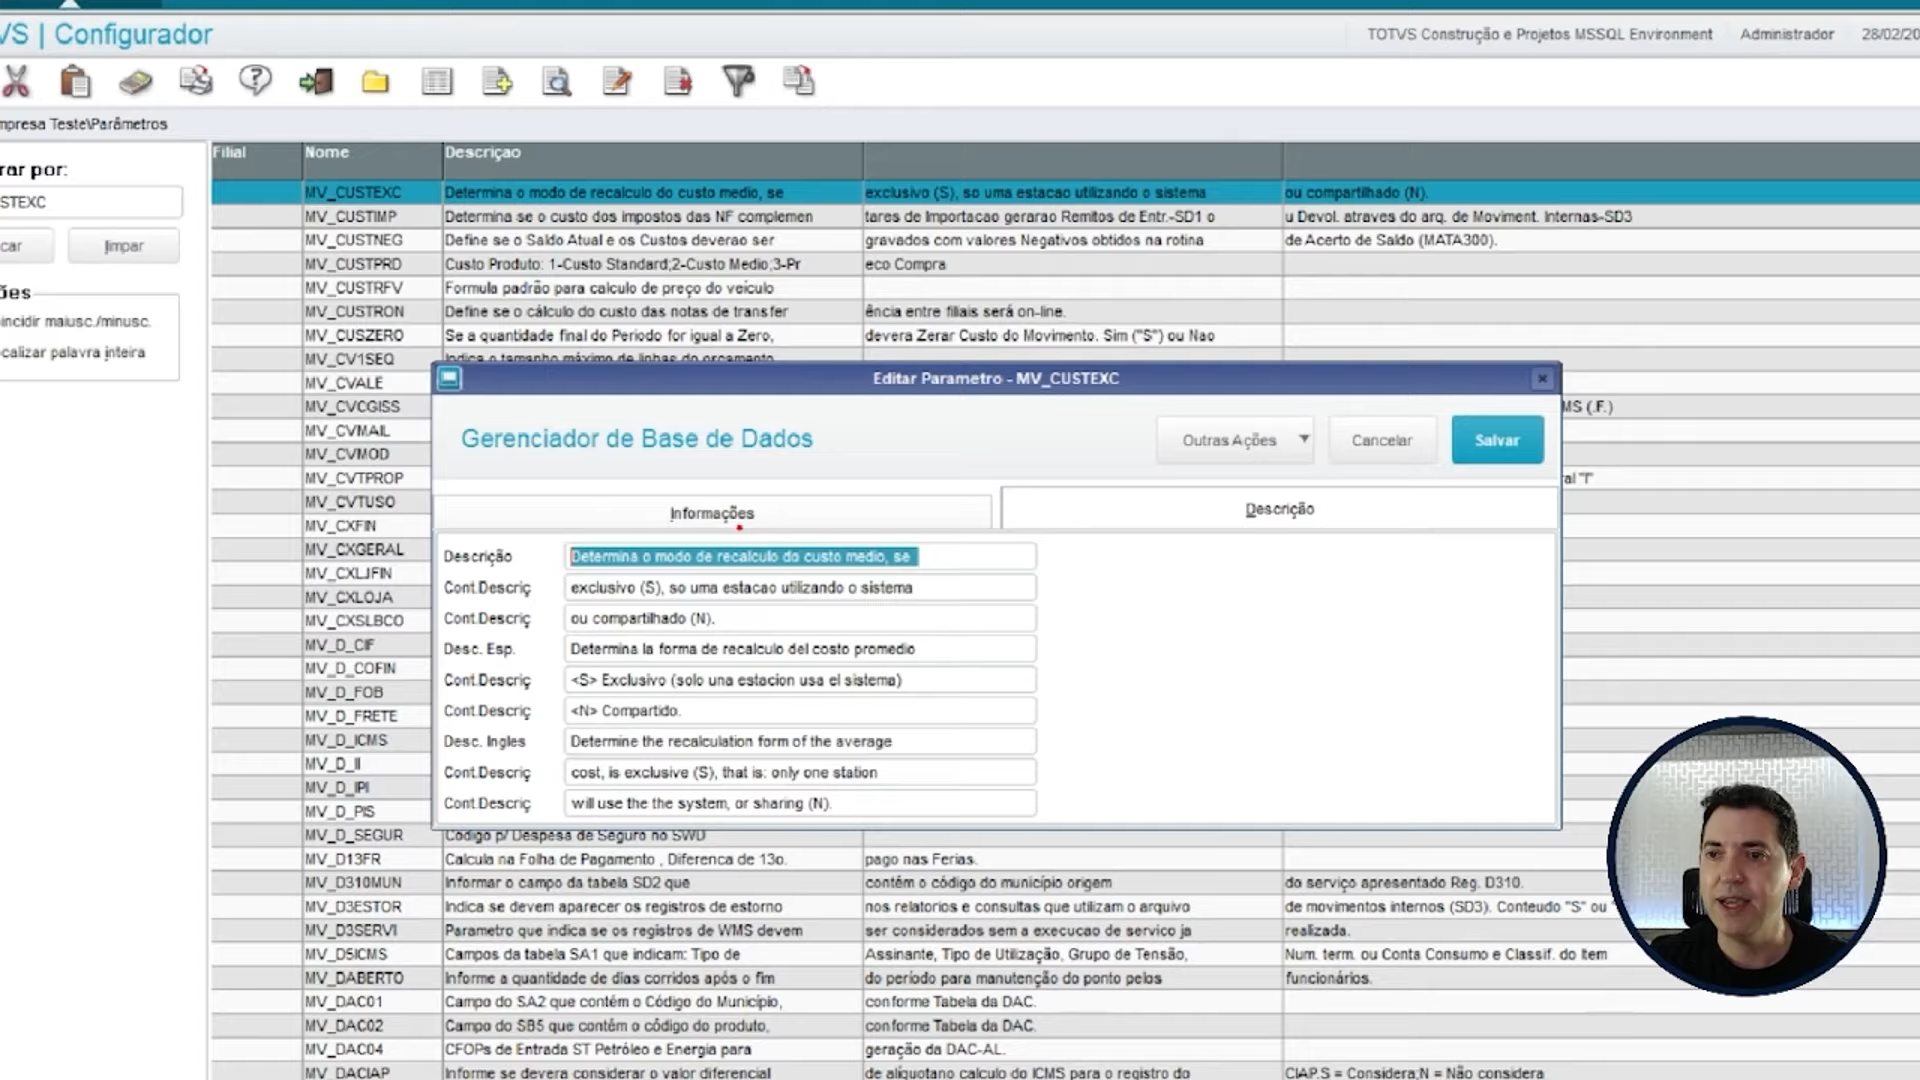 VS | Configurador
TOTVS Construção e Projetos MSSQL Environment Administrador 28/02/20
mpresa Teste\Parâmetros
rar por:
STEXC
car limpar
ões
oincidir maiusc./minusc.
ocalizar palavra inteira
Filial Nome Descriçao
MV_CUSTEXC Determina o modo de recalculo do custo medio, se exclusivo (S), so uma estacao utilizando o sistema ou compartilhado (N).
MV_CUSTIMP Determina se o custo dos impostos das NF complemen tares de Importacao gerarao Remitos de Entr.-SD1 o u Devol. atraves do arq. de Moviment. Internas-SD3
MV_CUSTNEG Define se o Saldo Atual e os Custos deverao ser gravados com valores Negativos obtidos na rotina de Acerto de Saldo (MATA300).
MV_CUSTPRD Custo Produto: 1-Custo Standard;2-Custo Medio;3-Pr eco Compra
MV_CUSTRFV Formula padrão para calculo de preço do veículo
MV_CUSTRON Define se o cálculo do custo das notas de transfer ência entre filiais será on-line.
MV_CUSZERO Se a quantidade final do Periodo for igual a Zero, devera Zerar Custo do Movimento. Sim ("S") ou Nao
MV_CV1SEQ Indica o tamanho máximo de linhas do orçamento
MV_CVALE
MV_CVCGISS MS (.F.)
MV_CVMAIL
MV_CVMOD
MV_CVTPROP
MV_CVTUSO
MV_CXFIN
MV_CXGERAL
MV_CXLJFIN
MV_CXLOJA
MV_CXSLBCO
MV_D_CIF
MV_D_COFIN
MV_D_FOB
MV_D_FRETE
MV_D_ICMS
MV_D_II
MV_D_IPI
MV_D_PIS
Editar Parametro - MV_CUSTEXC
Gerenciador de Base de Dados
Outras Ações Cancelar Salvar
Informações Descrição
Descrição Determina o modo de recalculo do custo medio, se
Cont.Descriç exclusivo (S), so uma estacao utilizando o sistema
Cont.Descriç ou compartilhado (N).
Desc. Esp. Determina la forma de recalculo del costo promedio
Cont.Descriç <S> Exclusivo (solo una estacion usa el sistema)
Cont.Descriç <N> Compartido.
Desc. Ingles Determine the recalculation form of the average
Cont.Descriç cost, is exclusive (S), that is: only one station
Cont.Descriç will use the the system, or sharing (N).
MV_D_SEGUR Codigo p/ Despesa de Seguro no SWD
MV_D13FR Calcula na Folha de Pagamento , Diferenca de 13o. pago nas Ferias.
MV_D310MUN Informar o campo da tabela SD2 que contém o código do município origem do serviço apresentado Reg. D310.
MV_D3ESTOR Indica se devem aparecer os registros de estorno nos relatorios e consultas que utilizam o arquivo de movimentos internos (SD3). Conteudo "S" ou
MV_D3SERVI Parametro que indica se os registros de WMS devem ser considerados sem a execucao de servico ja realizada.
MV_D5ICMS Campos da tabela SA1 que indicam: Tipo de Assinante, Tipo de Utilização, Grupo de Tensão, Num. term. ou Conta Consumo e Classif. do Item
MV_DABERTO Informe a quantidade de dias corridos após o fim do período para manutenção do ponto pelos funcionários.
MV_DAC01 Campo do SA2 que contém o Código do Município, conforme Tabela da DAC.
MV_DAC02 Campo do SB5 que contém o código do produto, conforme Tabela da DAC.
MV_DAC04 CFOPs de Entrada ST Petróleo e Energia para geração da DAC-AL.
MV_DACIAP Informe se devera considerar o valor diferencial de aliquotano calculo do ICMS para o registro do CIAP.S = Considera;N = Não considera